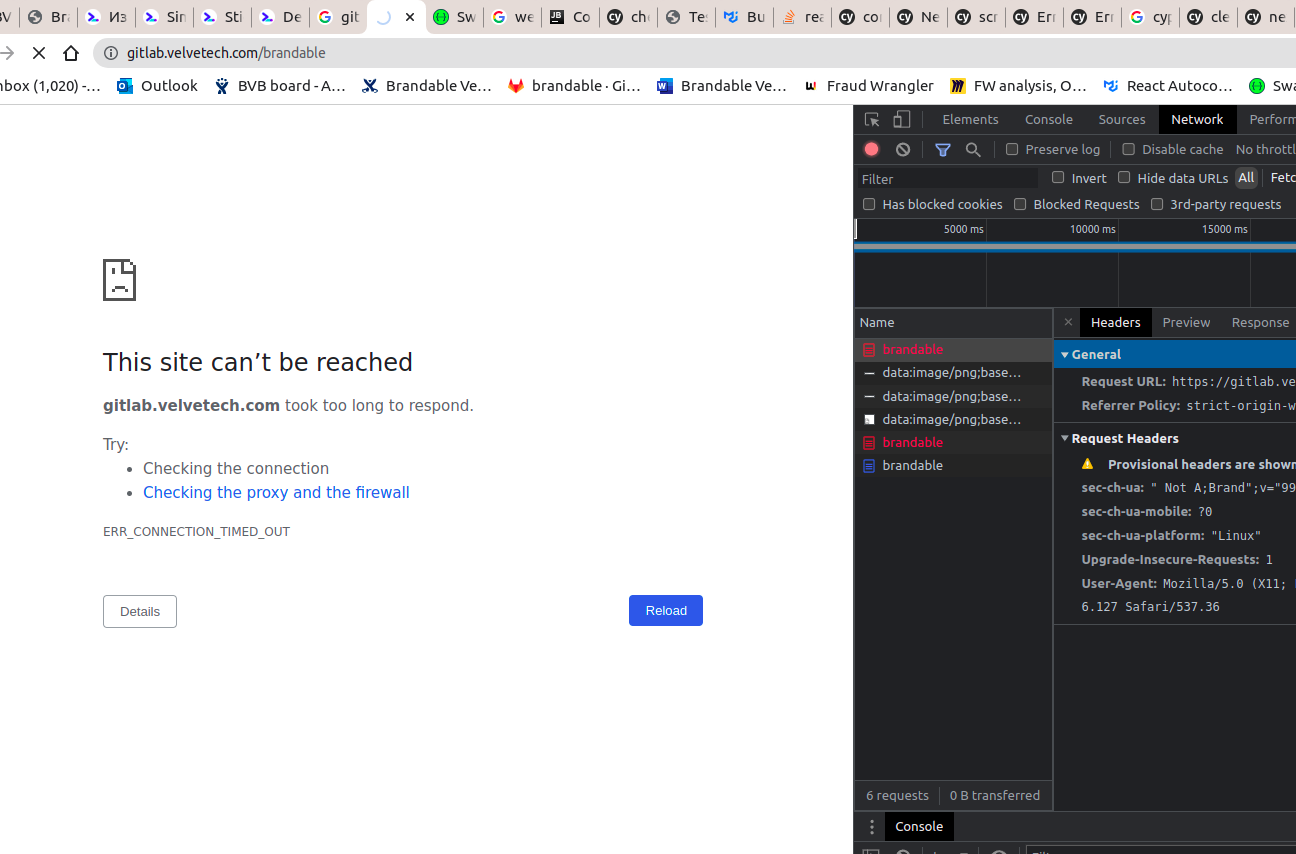 Br Из Sin Sti De git Sw we Co che Te Bu rea cor Ne scr Err Err cyp cle ne
gitlab.velvetech.com/brandable
nbox (1,020) -… Outlook BVB board - A… Brandable Ve… brandable · Gi… Brandable Ve… Fraud Wrangler FW analysis, O… React Autoco… Swa
Elements Console Sources Network Perform
Preserve log Disable cache No throttl
Filter Invert Hide data URLs All Fetc
Has blocked cookies Blocked Requests 3rd-party requests
5000 ms 10000 ms 15000 ms
This site can’t be reached
gitlab.velvetech.com took too long to respond.
Try:
• Checking the connection
• Checking the proxy and the firewall
ERR_CONNECTION_TIMED_OUT
Details Reload
Name
brandable
data:image/png;base…
data:image/png;base…
data:image/png;base…
brandable
brandable
6 requests 0 B transferred
× Headers Preview Response
General
Request URL: https://gitlab.ve
Referrer Policy: strict-origin-w
Request Headers
Provisional headers are shown
sec-ch-ua: " Not A;Brand";v="99
sec-ch-ua-mobile: ?0
sec-ch-ua-platform: "Linux"
Upgrade-Insecure-Requests: 1
User-Agent: Mozilla/5.0 (X11;
6.127 Safari/537.36
Console